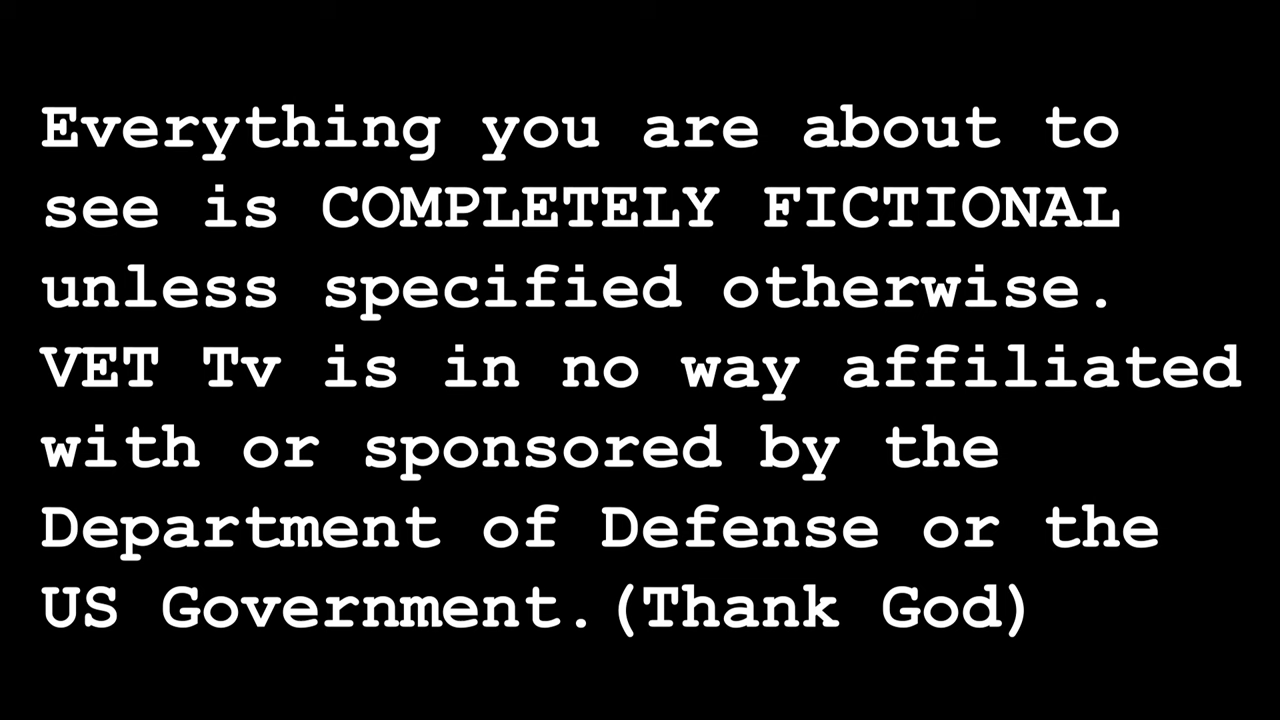 Everything you are about to
see is COMPLETELY FICTIONAL
unless specified otherwise.
VET Tv is in no way affiliated
with or sponsored by the
Department of Defense or the
US Government.(Thank God)